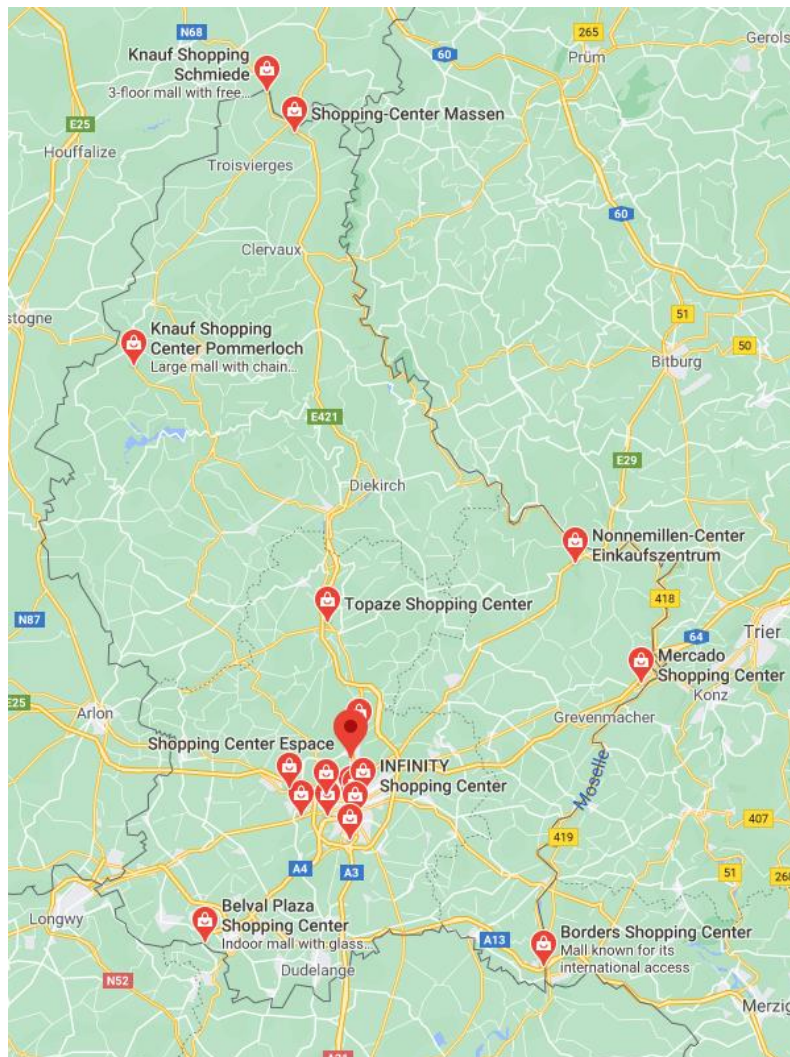 N68
265
Gerols
Knauf Shopping
Schmiede
3-floor mall with free...
60
Prüm
Shopping-Center Massen
E25
Houffalize
Troisvierges
60
Clervaux
stogne
Knauf Shopping
Center Pommerloch
Large mall with chain...
51
50
Bitburg
E421
E29
Diekirch
Nonnemillen-Center
Einkaufszentrum
Topaze Shopping Center
418
N87
64
Trier
Mercado
Shopping Center
Konz
E25
Arlon
Grevenmacher
Shopping Center Espace
INFINITY
Shopping Center
Moselle
407
419
A4
A3
51
268
Longwy
Belval Plaza
Shopping Center
Indoor mall with glass...
A13
Borders Shopping Center
Mall known for its
international access
Dudelange
N52
Merzig